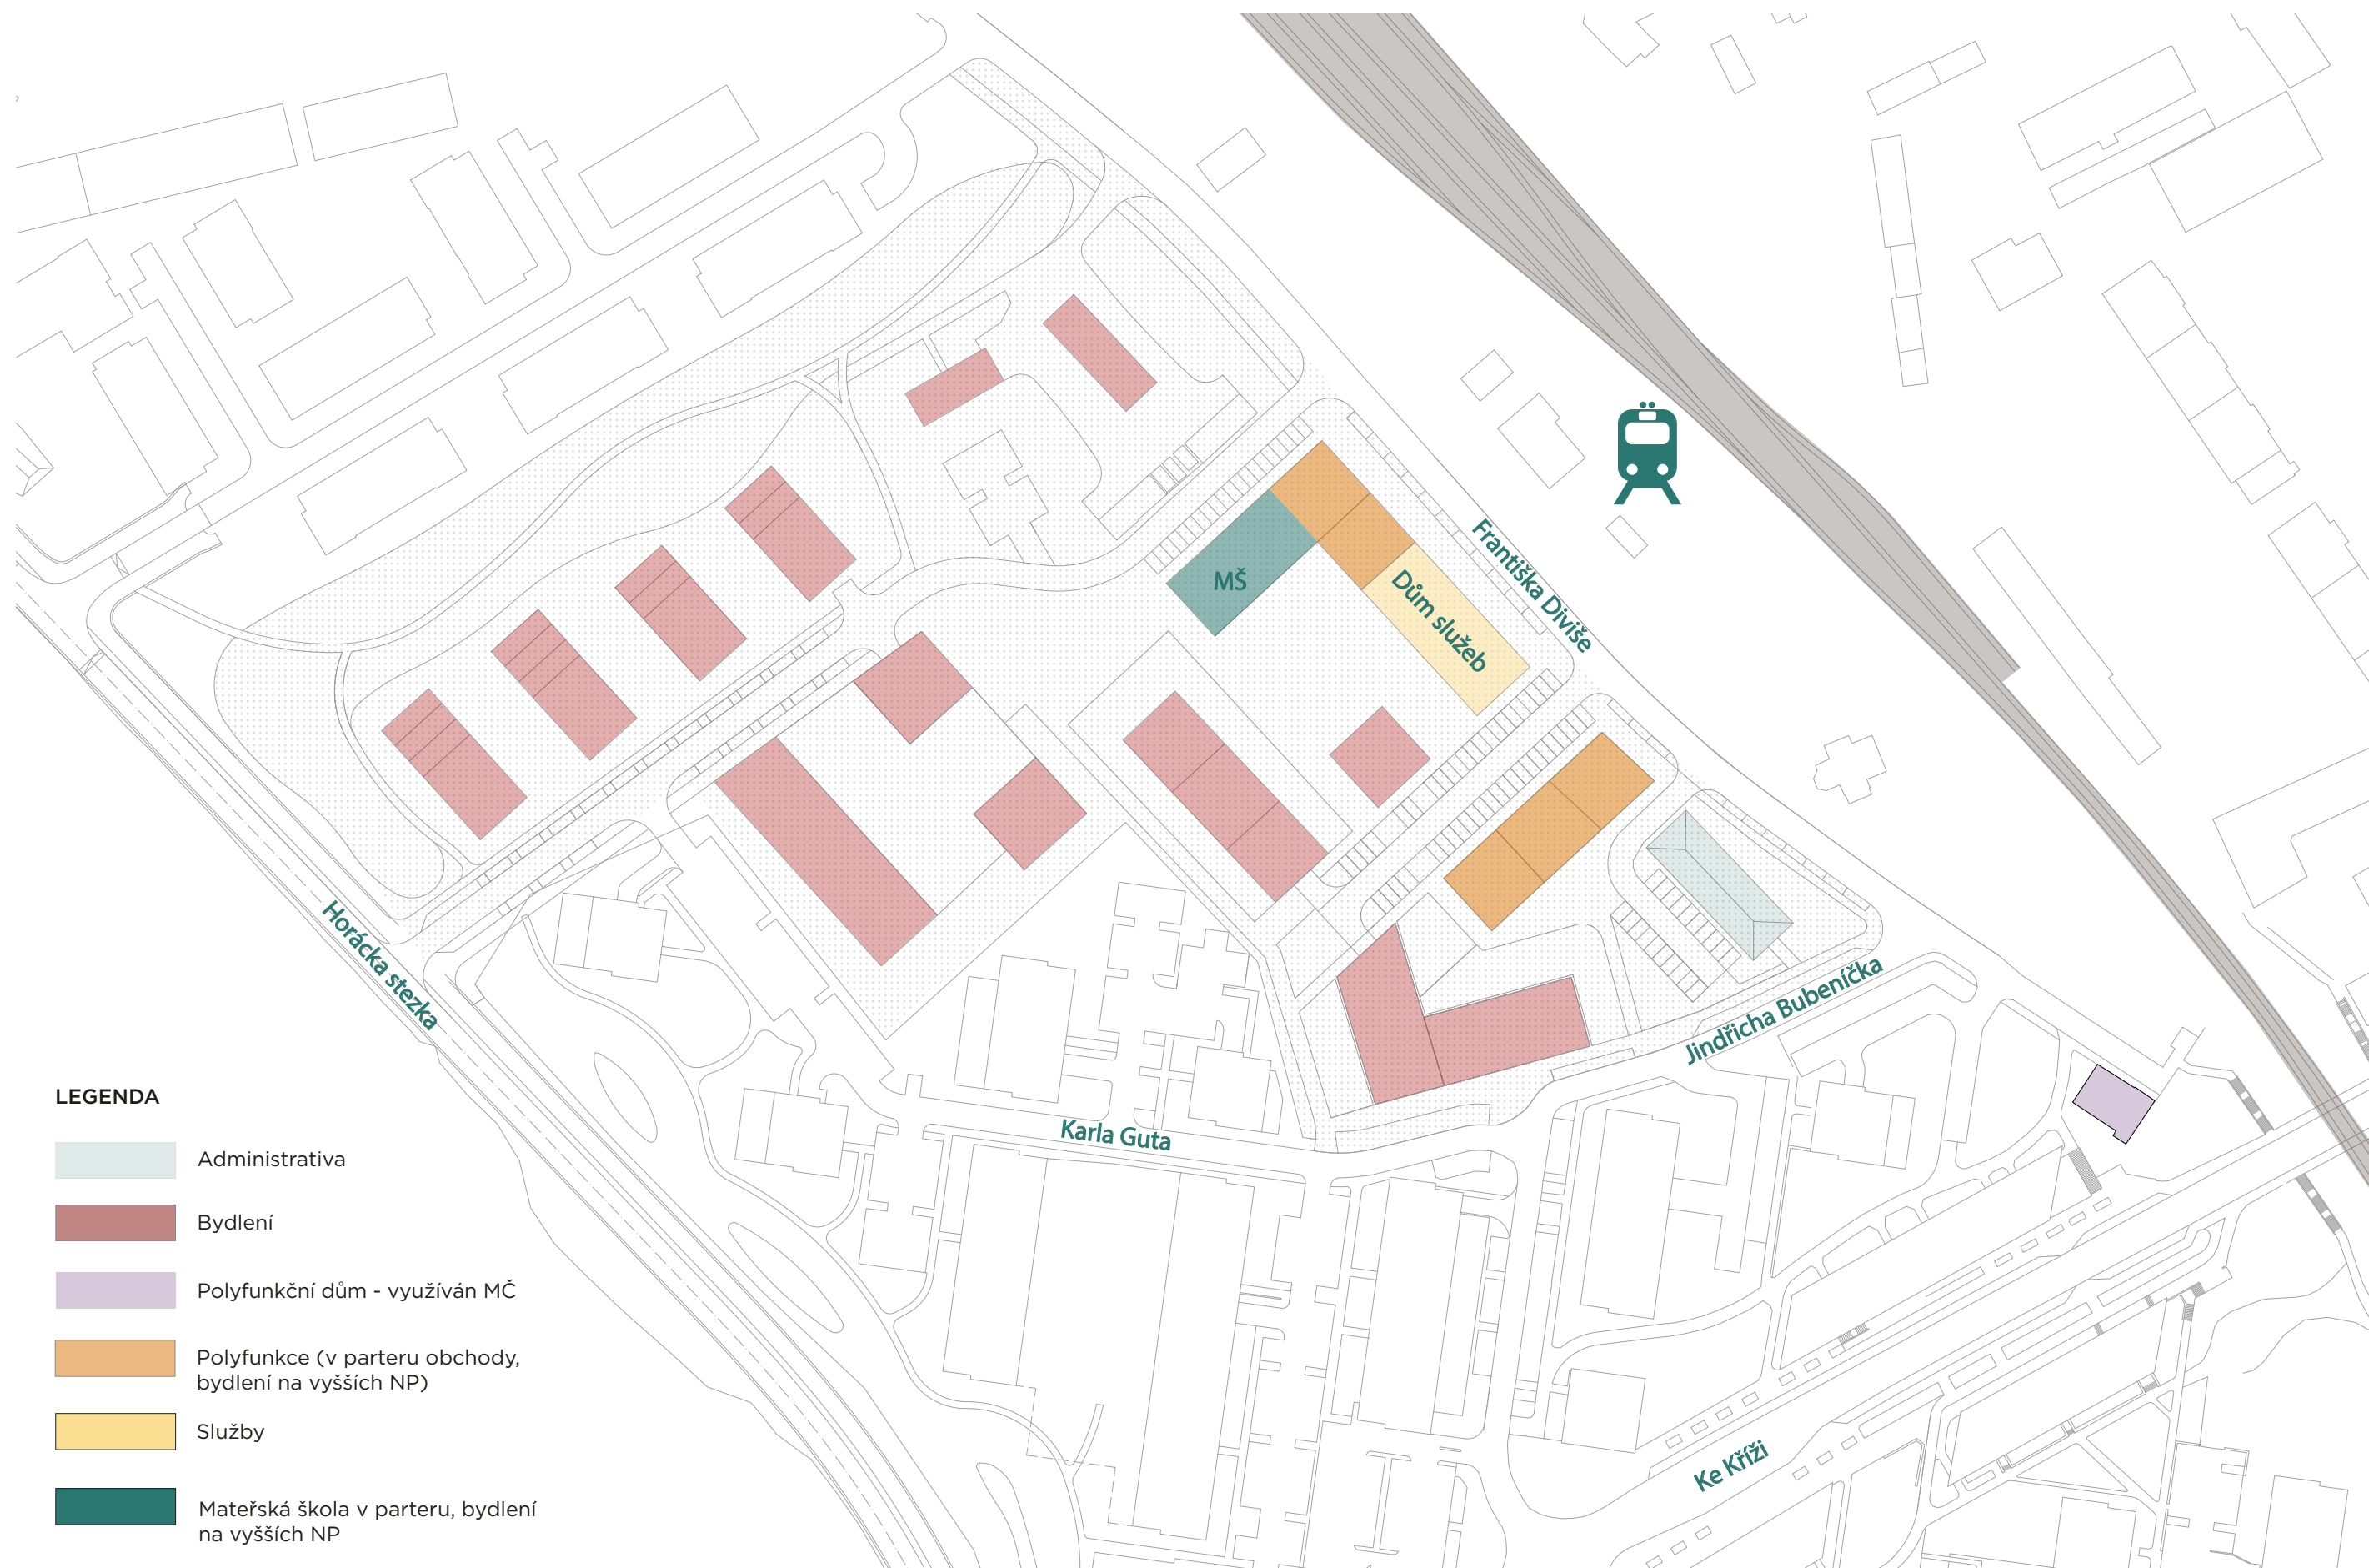 MŠ
Dům služeb
Františka Diviše
Horácka stezka
Jindřicha Bubeníčka
Karla Guta
Ke Kříži
LEGENDA
Administrativa
Bydlení
Polyfunkční dům - využíván MČ
Polyfunkce (v parteru obchody,
bydlení na vyšších NP)
Služby
Mateřská škola v parteru, bydlení
na vyšších NP